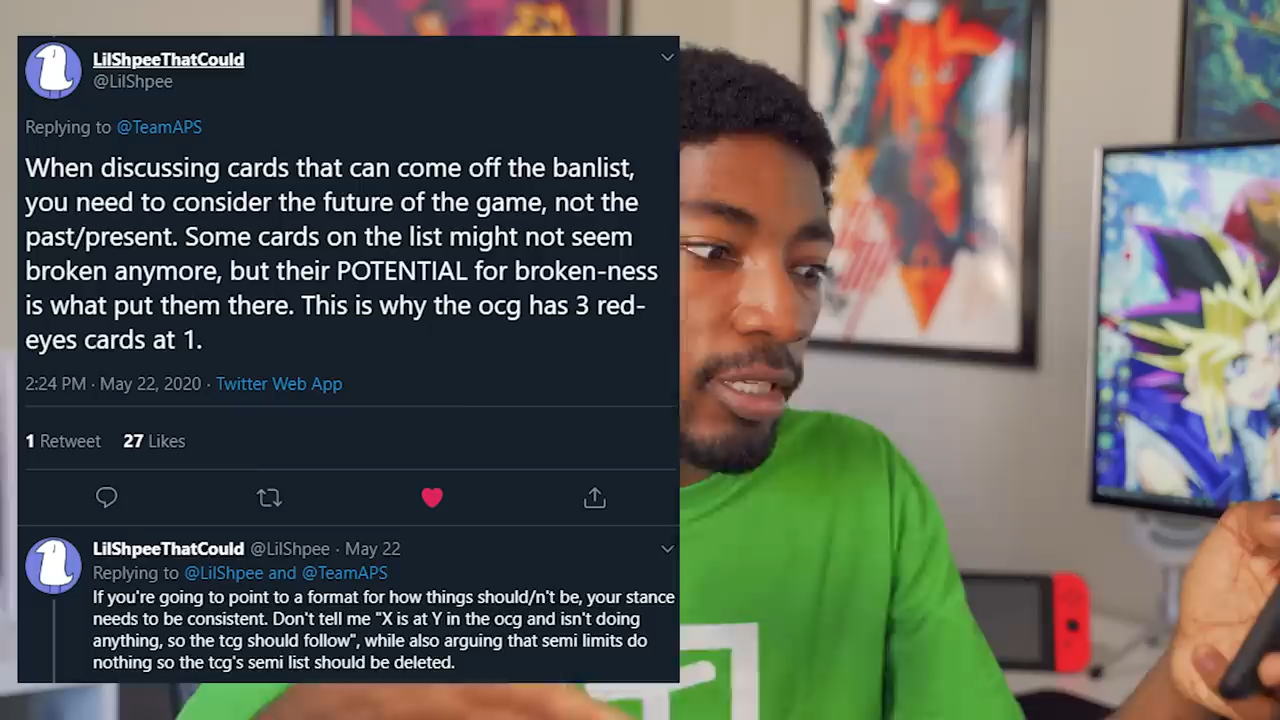 LilShpeeThatCould
@LilShpee
Replying to @TeamAPS
When discussing cards that can come off the banlist,
you need to consider the future of the game, not the
past/present. Some cards on the list might not seem
broken anymore, but their POTENTIAL for broken-ness
is what put them there. This is why the ocg has 3 red-
eyes cards at 1.
2:24 PM · May 22, 2020 · Twitter Web App
1 Retweet 27 Likes
LilShpeeThatCould @LilShpee · May 22
Replying to @LilShpee and @TeamAPS
If you're going to point to a format for how things should/n't be, your stance
needs to be consistent. Don't tell me "X is at Y in the ocg and isn't doing
anything, so the tcg should follow", while also arguing that semi limits do
nothing so the tcg's semi list should be deleted.